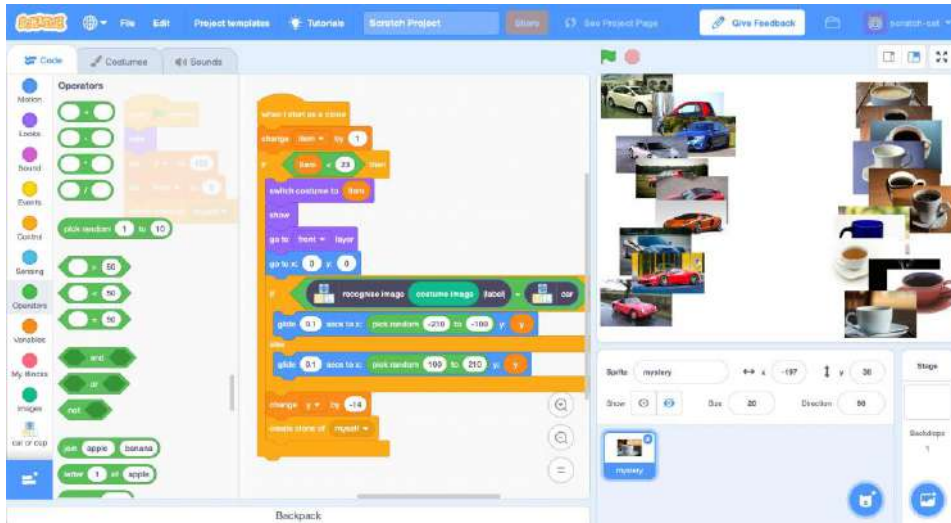 SCRATCH File Edit Project templates Tutorials Scratch Project Share See Project Page Give Feedback
Code Costumes Sounds
Motion
Looks
Sound
Events
Control
Sensing
Operators
Variables
My Blocks
Images
car or cup
Operators
pick random 1 to 10
> 50
< 50
= 50
and
or
not
join apple banana
letter 1 of apple
when I start as a clone
change item by 1
if item < 23 then
switch costume to item
show
go to front layer
go to x: 0 y: 0
if recognise image costume image (label) = car
glide 0.1 secs to x: pick random -210 to -100 y: y
else
glide 0.1 secs to x: pick random 100 to 210 y: y
change y by -14
create clone of myself
Backpack
Sprite mystery x -197 y 36
Show Size 20 Direction 90
mystery
Stage
Backdrops
1